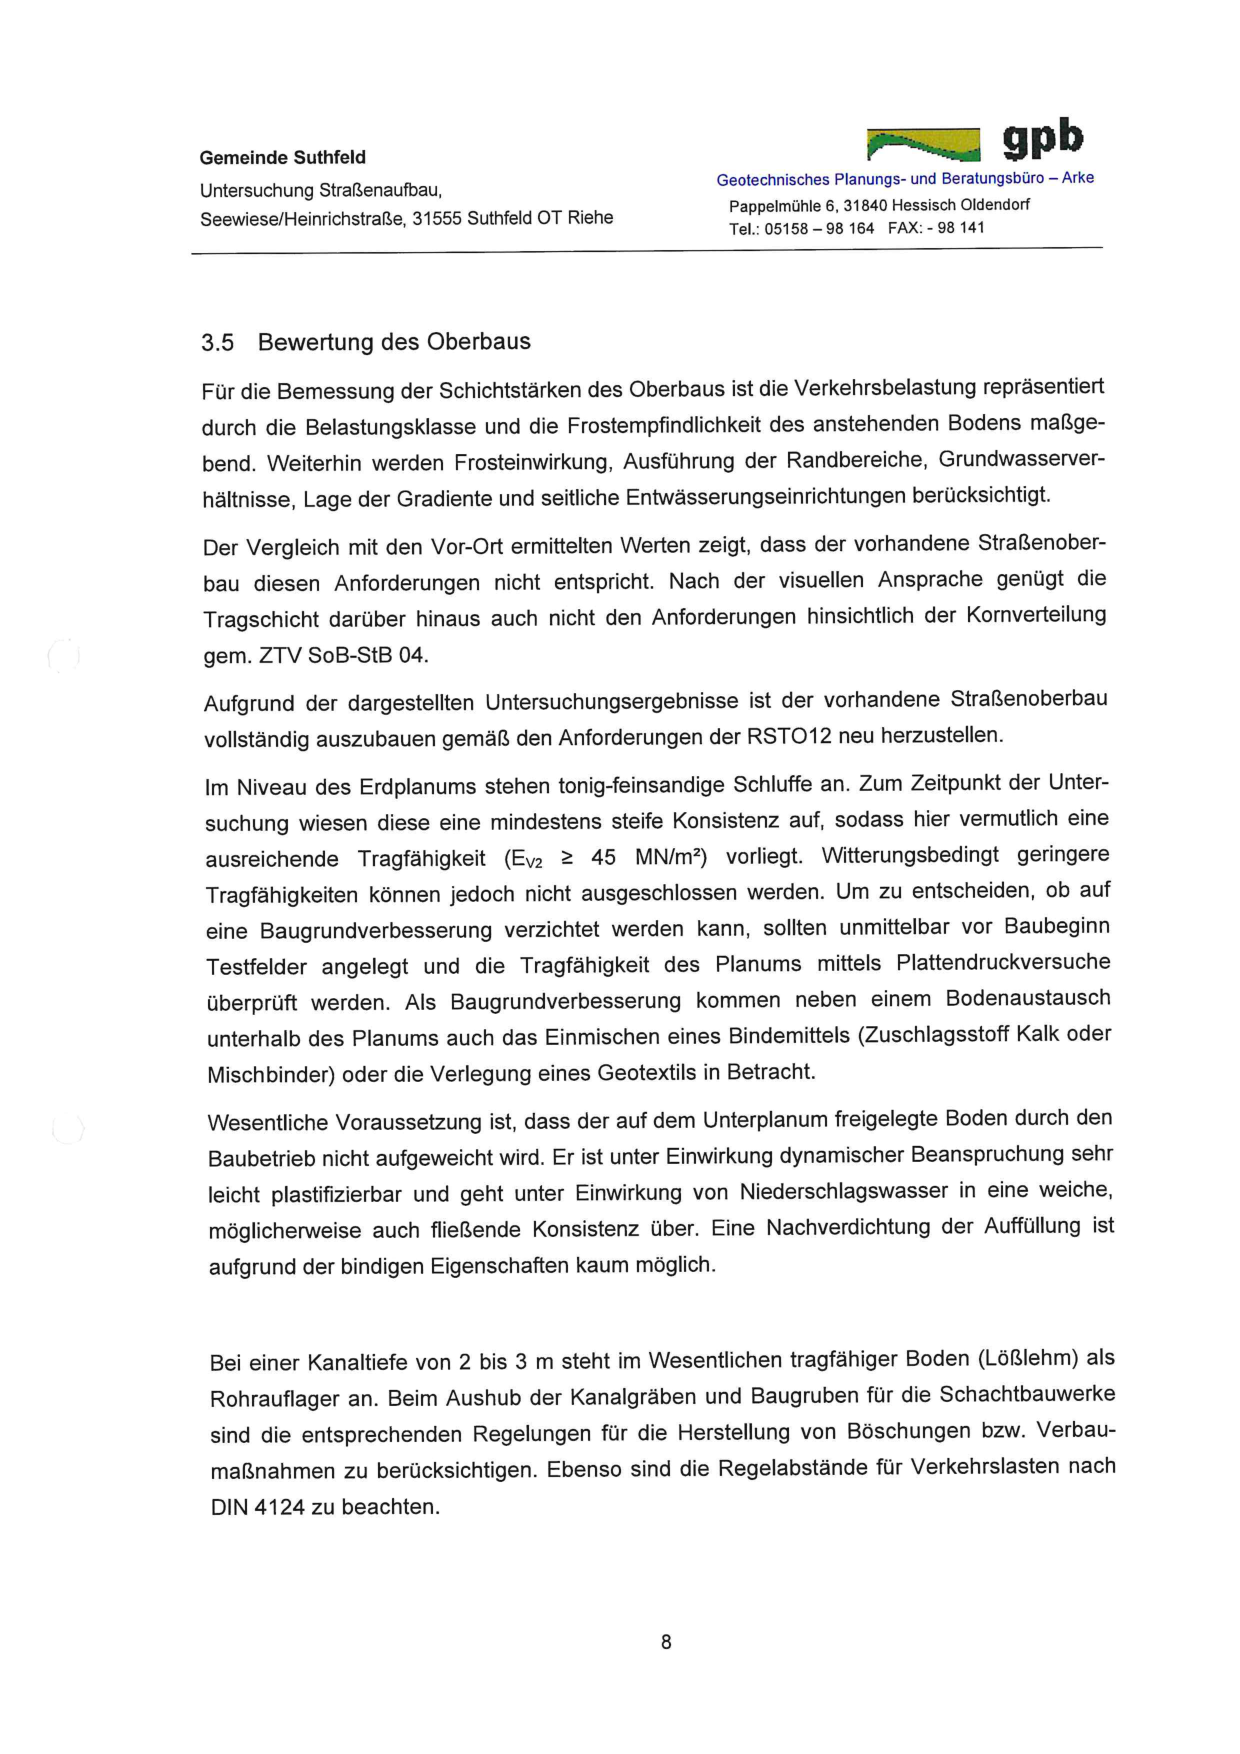 Gemeinde Suthfeld
Untersuchung Straßenaufbau,
Seewiese/Heinrichstraße, 31555 Suthfeld OT Riehe
gpb
Geotechnisches Planungs- und Beratungsbüro – Arke
Pappelmühle 6, 31840 Hessisch Oldendorf
Tel.: 05158 – 98 164 FAX: - 98 141
3.5 Bewertung des Oberbaus
Für die Bemessung der Schichtstärken des Oberbaus ist die Verkehrsbelastung repräsentiert
durch die Belastungsklasse und die Frostempfindlichkeit des anstehenden Bodens maßge-
bend. Weiterhin werden Frosteinwirkung, Ausführung der Randbereiche, Grundwasserver-
hältnisse, Lage der Gradiente und seitliche Entwässerungseinrichtungen berücksichtigt.
Der Vergleich mit den Vor-Ort ermittelten Werten zeigt, dass der vorhandene Straßenober-
bau diesen Anforderungen nicht entspricht. Nach der visuellen Ansprache genügt die
Tragschicht darüber hinaus auch nicht den Anforderungen hinsichtlich der Kornverteilung
gem. ZTV SoB-StB 04.
Aufgrund der dargestellten Untersuchungsergebnisse ist der vorhandene Straßenoberbau
vollständig auszubauen gemäß den Anforderungen der RSTO12 neu herzustellen.
Im Niveau des Erdplanums stehen tonig-feinsandige Schluffe an. Zum Zeitpunkt der Unter-
suchung wiesen diese eine mindestens steife Konsistenz auf, sodass hier vermutlich eine
ausreichende Tragfähigkeit (EV2 ≥ 45 MN/m²) vorliegt. Witterungsbedingt geringere
Tragfähigkeiten können jedoch nicht ausgeschlossen werden. Um zu entscheiden, ob auf
eine Baugrundverbesserung verzichtet werden kann, sollten unmittelbar vor Baubeginn
Testfelder angelegt und die Tragfähigkeit des Planums mittels Plattendruckversuche
überprüft werden. Als Baugrundverbesserung kommen neben einem Bodenaustausch
unterhalb des Planums auch das Einmischen eines Bindemittels (Zuschlagsstoff Kalk oder
Mischbinder) oder die Verlegung eines Geotextils in Betracht.
Wesentliche Voraussetzung ist, dass der auf dem Unterplanum freigelegte Boden durch den
Baubetrieb nicht aufgeweicht wird. Er ist unter Einwirkung dynamischer Beanspruchung sehr
leicht plastifizierbar und geht unter Einwirkung von Niederschlagswasser in eine weiche,
möglicherweise auch fließende Konsistenz über. Eine Nachverdichtung der Auffüllung ist
aufgrund der bindigen Eigenschaften kaum möglich.
Bei einer Kanaltiefe von 2 bis 3 m steht im Wesentlichen tragfähiger Boden (Lößlehm) als
Rohrauflager an. Beim Aushub der Kanalgräben und Baugruben für die Schachtbauwerke
sind die entsprechenden Regelungen für die Herstellung von Böschungen bzw. Verbau-
maßnahmen zu berücksichtigen. Ebenso sind die Regelabstände für Verkehrslasten nach
DIN 4124 zu beachten.
8